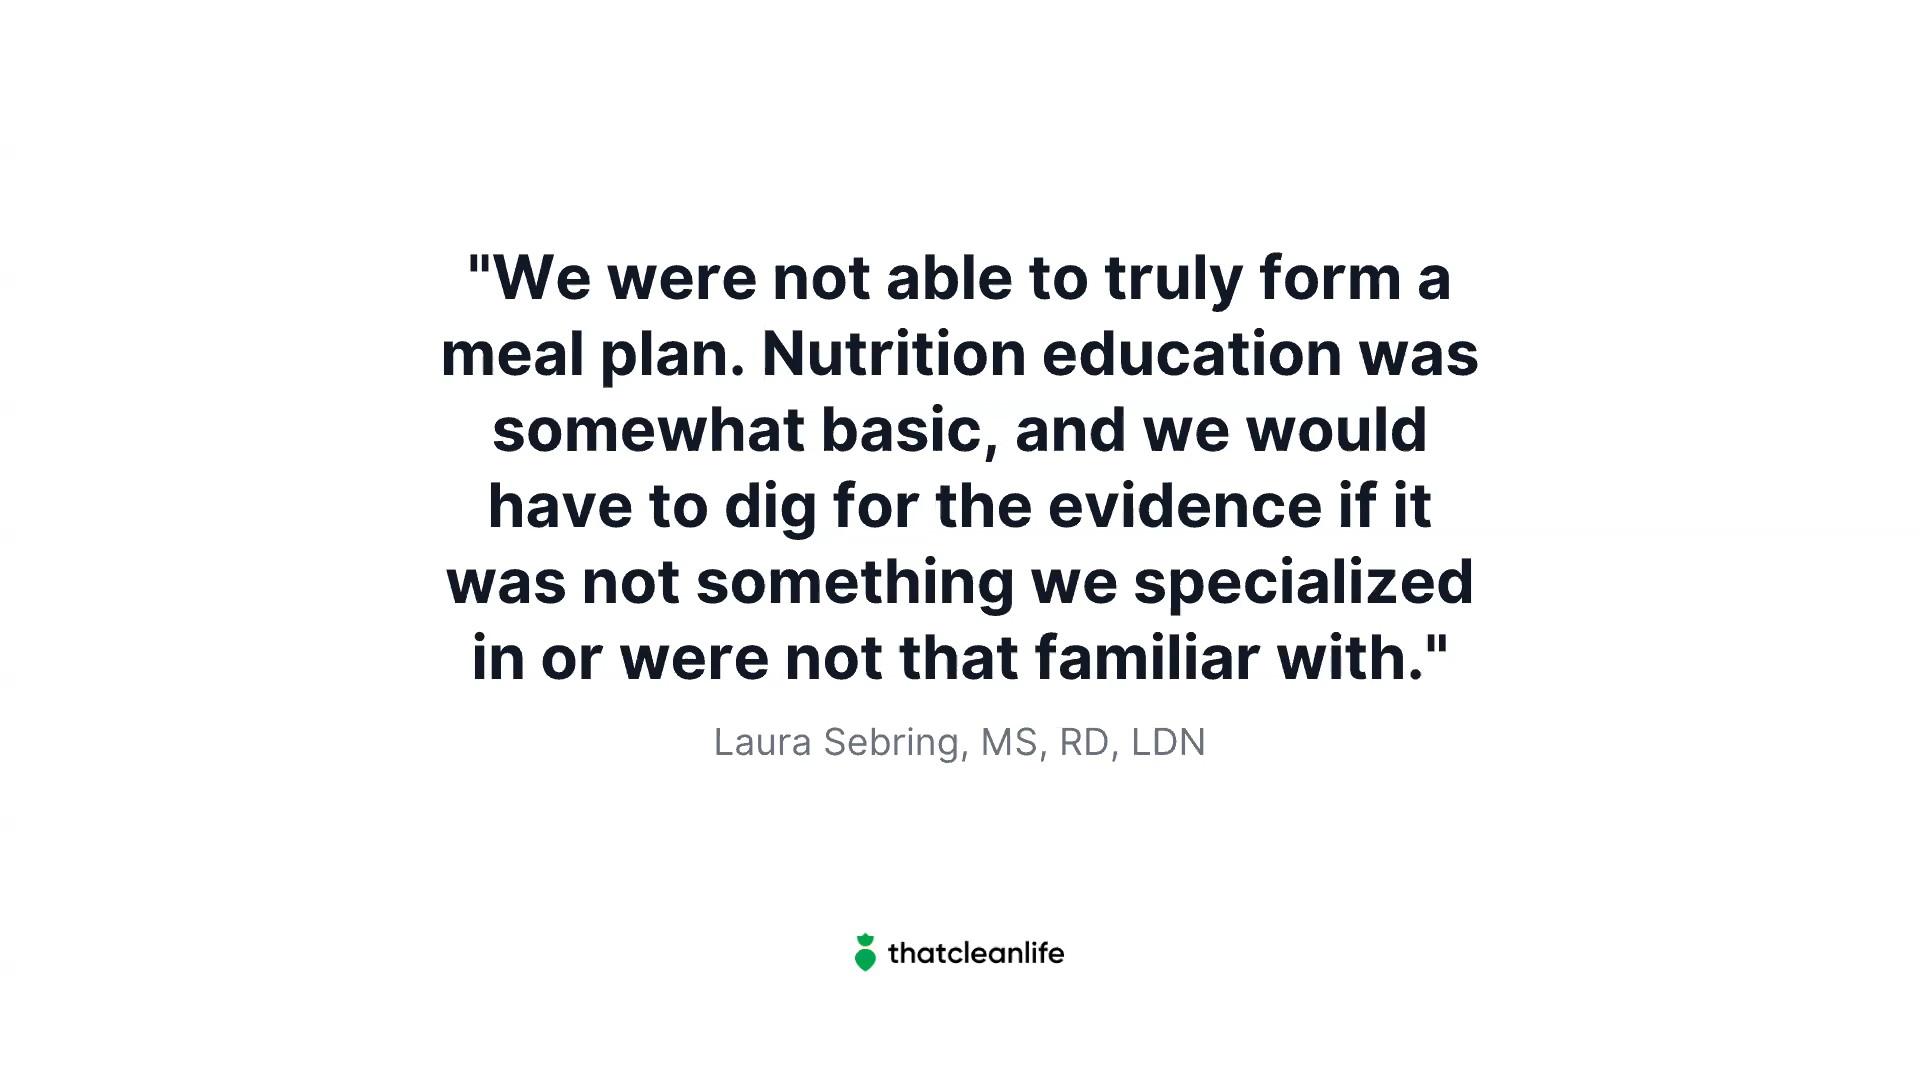 "We were not able to truly form a
meal plan. Nutrition education was
somewhat basic, and we would
have to dig for the evidence if it
was not something we specialized
in or were not that familiar with."
Laura Sebring, MS, RD, LDN
thatcleanlife